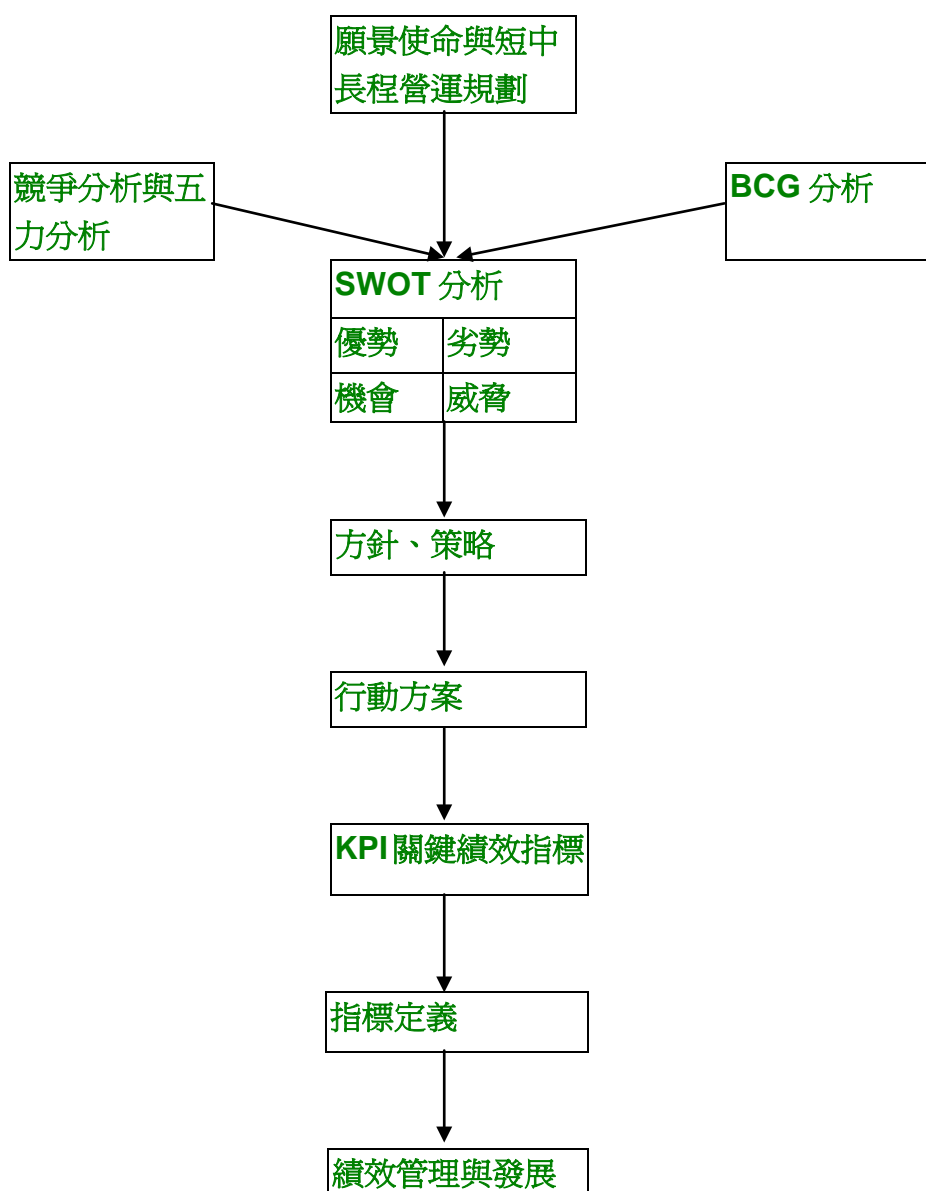 願景使命與短中
長程營運規劃
競爭分析與五
力分析
BCG 分析
SWOT 分析
優勢 劣勢
機會 威脅
方針、策略
行動方案
KPI 關鍵績效指標
指標定義
績效管理與發展